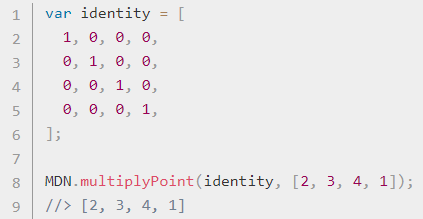 1 var identity = [
2   1, 0, 0, 0,
3   0, 1, 0, 0,
4   0, 0, 1, 0,
5   0, 0, 0, 1,
6 ];
7
8 MDN.multiplyPoint(identity, [2, 3, 4, 1]);
9 //> [2, 3, 4, 1]